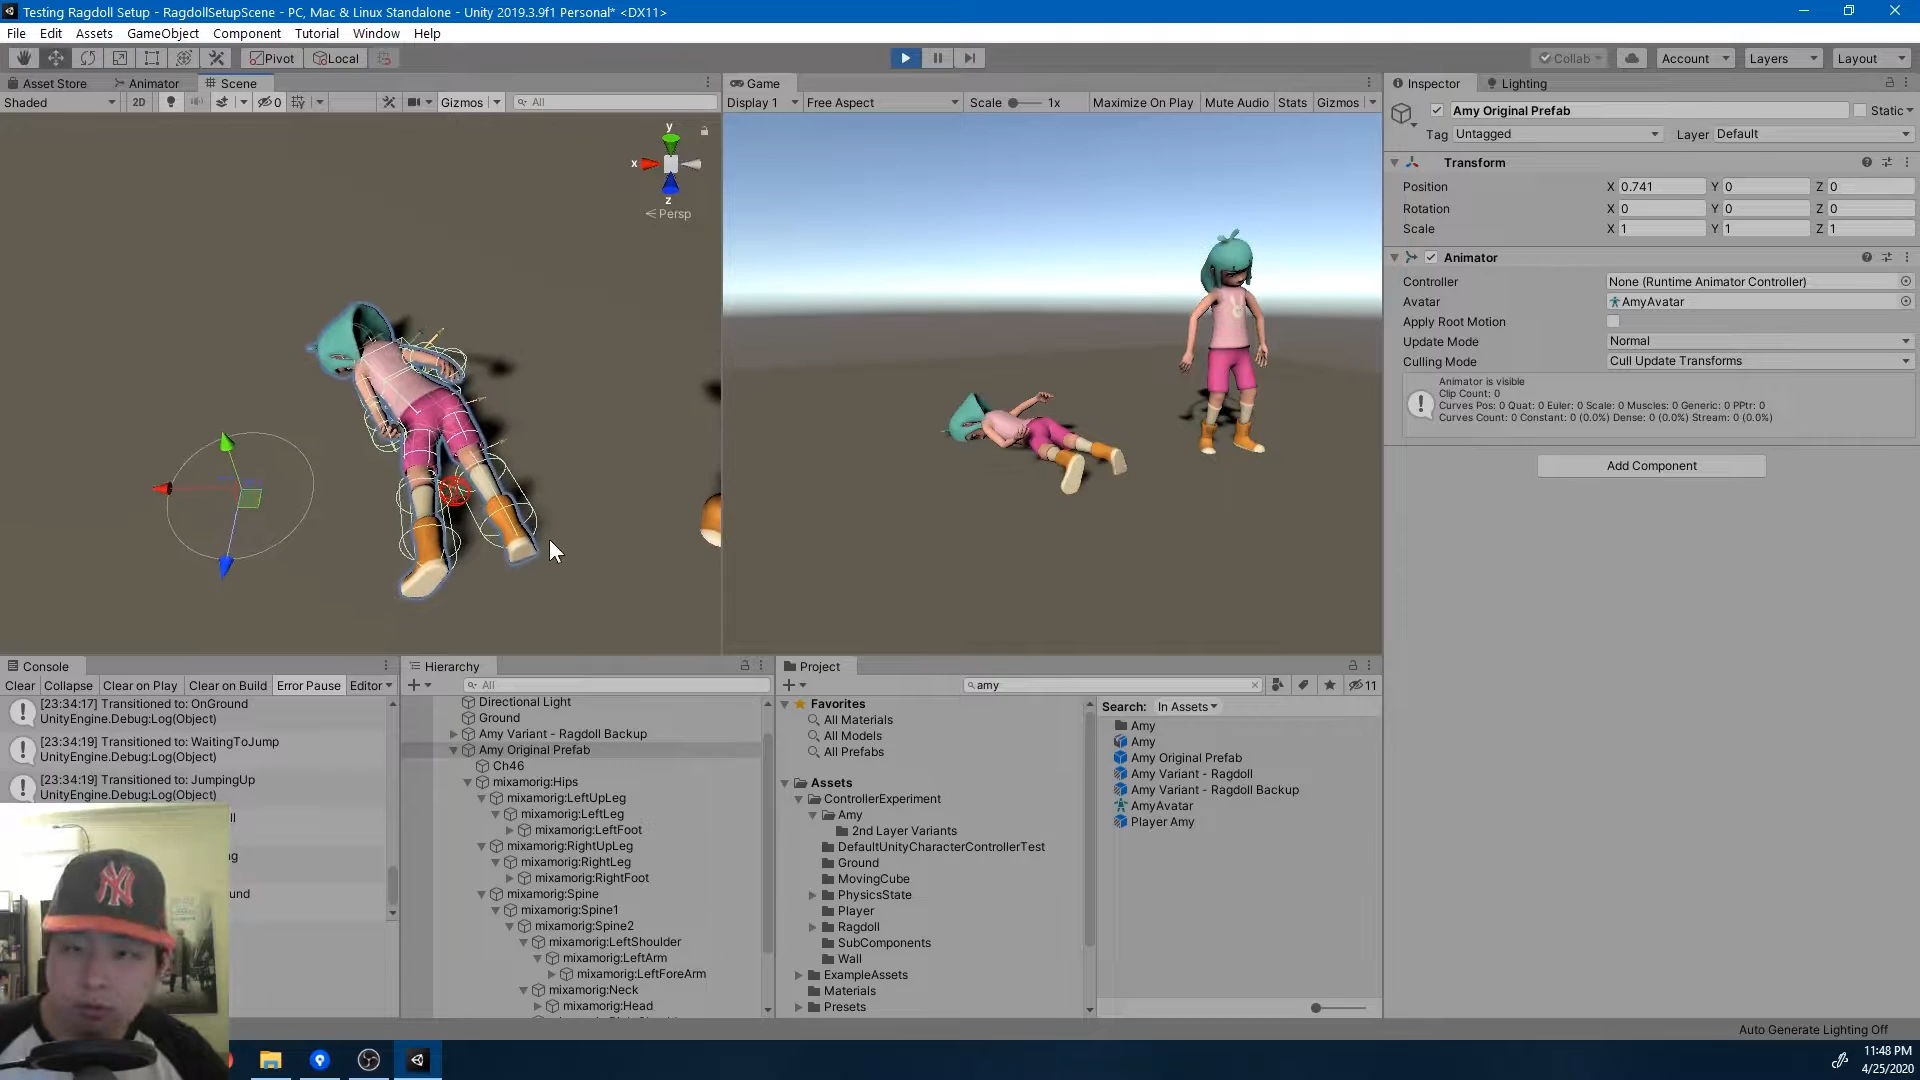 Testing Ragdoll Setup - RagdollSetupScene - PC, Mac & Linux Standalone - Unity 2019.3.9f1 Personal* <DX11>
File Edit Assets GameObject Component Tutorial Window Help
Pivot Local Collab Account Layers Layout
Asset Store Animator Scene
Shaded 2D 0 Gizmos All
y
x
z
Persp
Game
Display 1 Free Aspect Scale 1x Maximize On Play Mute Audio Stats Gizmos
Inspector Lighting
Amy Original Prefab Static
Tag Untagged Layer Default
Transform
Position X 0.741 Y 0 Z 0
Rotation X 0 Y 0 Z 0
Scale X 1 Y 1 Z 1
Animator
Controller None (Runtime Animator Controller)
Avatar AmyAvatar
Apply Root Motion
Update Mode Normal
Culling Mode Cull Update Transforms
Animator is visible
Clip Count: 0
Curves Pos: 0 Quat: 0 Euler: 0 Scale: 0 Muscles: 0 Generic: 0 PPtr: 0
Curves Count: 0 Constant: 0 (0.0%) Dense: 0 (0.0%) Stream: 0 (0.0%)
Add Component
Console
Clear Collapse Clear on Play Clear on Build Error Pause Editor
[23:34:17] Transitioned to: OnGround
UnityEngine.Debug:Log(Object)
[23:34:19] Transitioned to: WaitingToJump
UnityEngine.Debug:Log(Object)
[23:34:19] Transitioned to: JumpingUp
UnityEngine.Debug:Log(Object)
ll
g
und
NY
Hierarchy
All
Directional Light
Ground
Amy Variant - Ragdoll Backup
Amy Original Prefab
Ch46
mixamorig:Hips
mixamorig:LeftUpLeg
mixamorig:LeftLeg
mixamorig:LeftFoot
mixamorig:RightUpLeg
mixamorig:RightLeg
mixamorig:RightFoot
mixamorig:Spine
mixamorig:Spine1
mixamorig:Spine2
mixamorig:LeftShoulder
mixamorig:LeftArm
mixamorig:LeftForeArm
mixamorig:Neck
mixamorig:Head
Project
amy 11
Favorites
All Materials
All Models
All Prefabs
Assets
ControllerExperiment
Amy
2nd Layer Variants
DefaultUnityCharacterControllerTest
Ground
MovingCube
PhysicsState
Player
Ragdoll
SubComponents
Wall
ExampleAssets
Materials
Presets
Search: In Assets
Amy
Amy
Amy Original Prefab
Amy Variant - Ragdoll
Amy Variant - Ragdoll Backup
AmyAvatar
Player Amy
Auto Generate Lighting Off
11:48 PM
4/25/2020